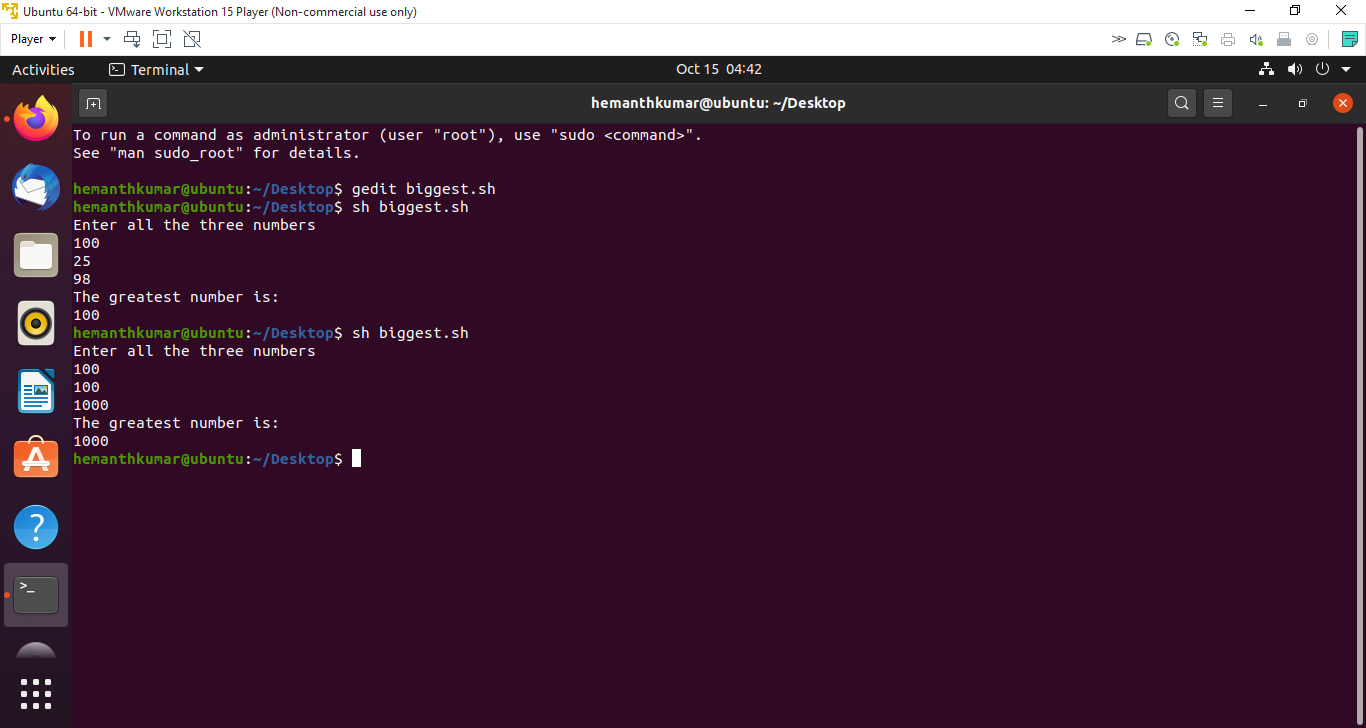 Ubuntu 64-bit - VMware Workstation 15 Player (Non-commercial use only)
Player
Activities
Terminal
Oct 15 04:42
hemanthkumar@ubuntu: ~/Desktop
To run a command as administrator (user "root"), use "sudo <command>".
See "man sudo_root" for details.
hemanthkumar@ubuntu:~/Desktop$ gedit biggest.sh
hemanthkumar@ubuntu:~/Desktop$ sh biggest.sh
Enter all the three numbers
100
25
98
The greatest number is:
100
hemanthkumar@ubuntu:~/Desktop$ sh biggest.sh
Enter all the three numbers
100
100
1000
The greatest number is:
1000
hemanthkumar@ubuntu:~/Desktop$